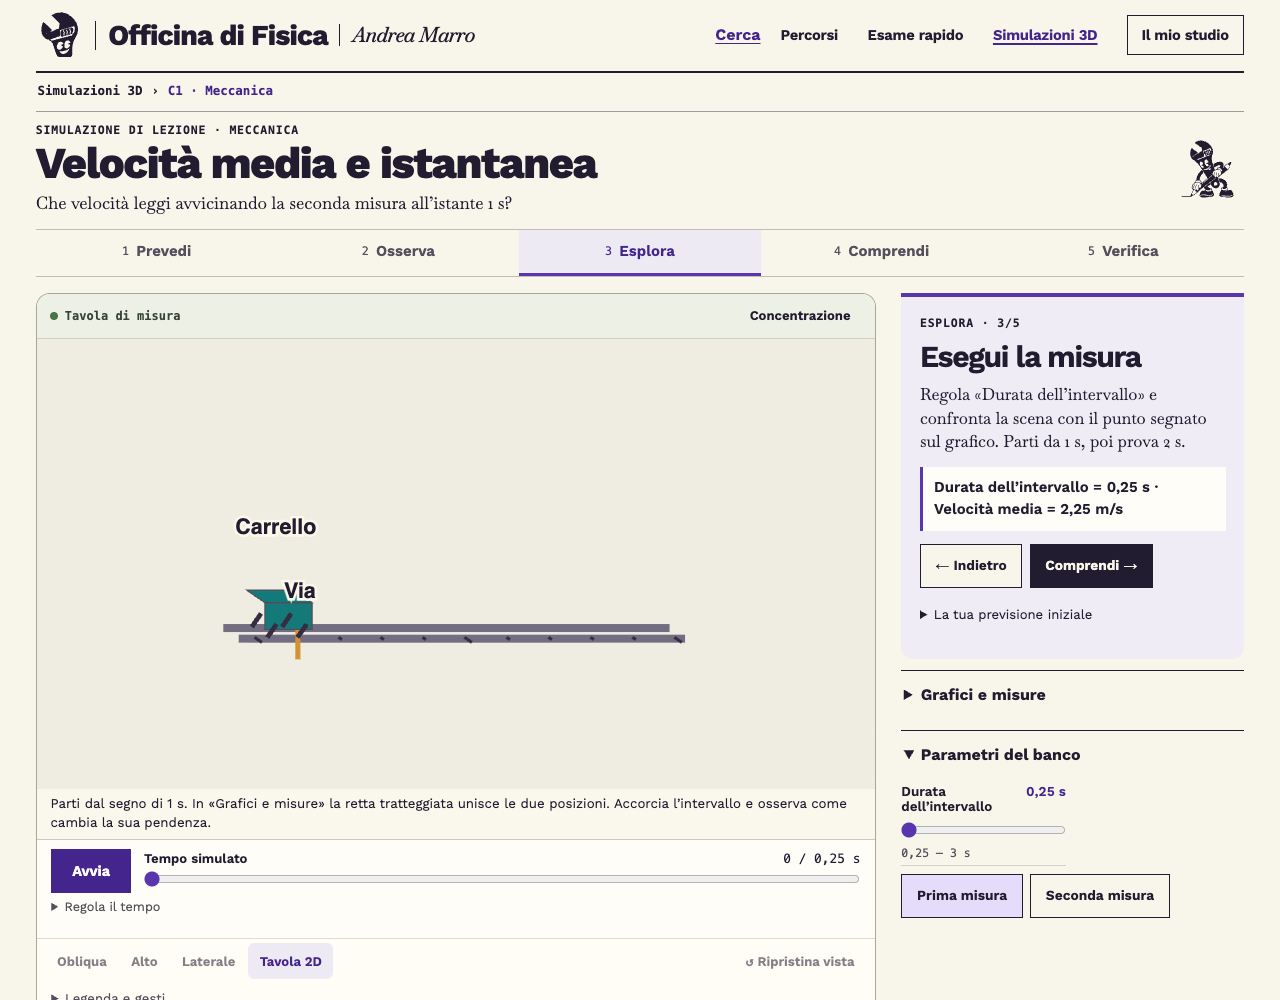 Officina di Fisica
Andrea Marro
Cerca
Percorsi
Esame rapido
Simulazioni 3D
Il mio studio
Simulazioni 3D › C1 · Meccanica
SIMULAZIONE DI LEZIONE · MECCANICA
Velocità media e istantanea
Che velocità leggi avvicinando la seconda misura all’istante 1 s?
1 Prevedi
2 Osserva
3 Esplora
4 Comprendi
5 Verifica
Tavola di misura
Concentrazione
Carrello
Via
Parti dal segno di 1 s. In «Grafici e misure» la retta tratteggiata unisce le due posizioni. Accorcia l’intervallo e osserva come
cambia la sua pendenza.
Avvia
Tempo simulato
0 / 0,25 s
▶ Regola il tempo
Obliqua
Alto
Laterale
Tavola 2D
↺ Ripristina vista
▶ Legenda e gesti
ESPLORA · 3/5
Esegui la misura
Regola «Durata dell’intervallo» e
confronta la scena con il punto segnato
sul grafico. Parti da 1 s, poi prova 2 s.
Durata dell’intervallo = 0,25 s ·
Velocità media = 2,25 m/s
← Indietro
Comprendi →
▶ La tua previsione iniziale
▶ Grafici e misure
▼ Parametri del banco
Durata
dell’intervallo
0,25 s
0,25 — 3 s
Prima misura
Seconda misura